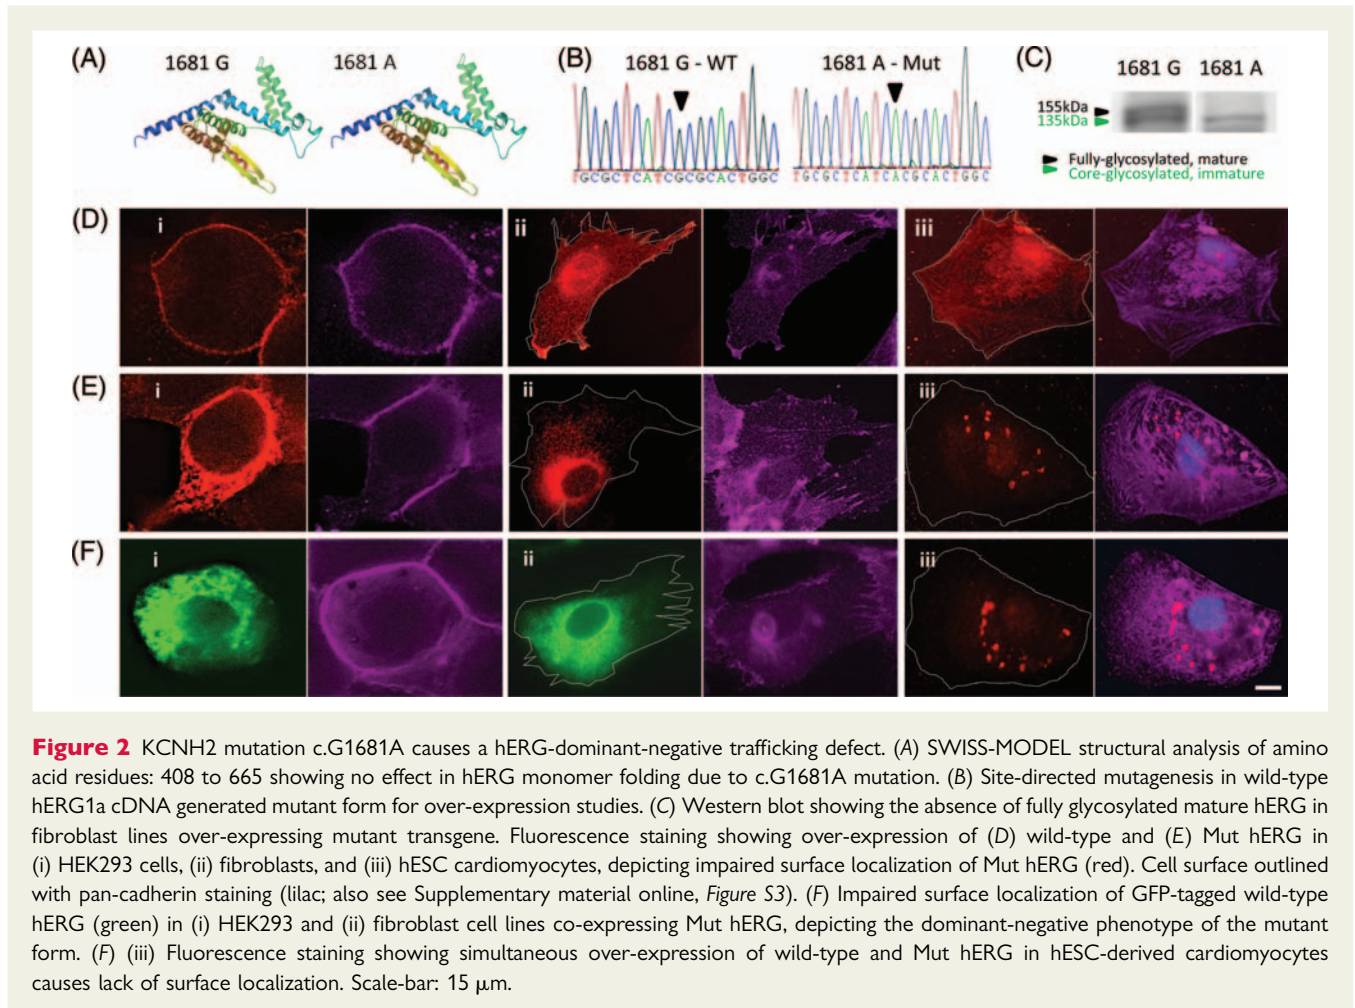 (A) 1681 G 1681 A
(B) 1681 G - WT 1681 A - Mut
(C) 1681 G 1681 A
155kDa
135kDa
Fully-glycosylated, mature
Core-glycosylated, immature
TGCGCTCATCGCGCACTGGC TGCGCTCATCACGCACTGGC
(D) i ii iii
(E) i ii iii
(F) i ii iii
Figure 2 KCNH2 mutation c.G1681A causes a hERG-dominant-negative trafficking defect. (A) SWISS-MODEL structural analysis of amino
acid residues: 408 to 665 showing no effect in hERG monomer folding due to c.G1681A mutation. (B) Site-directed mutagenesis in wild-type
hERG1a cDNA generated mutant form for over-expression studies. (C) Western blot showing the absence of fully glycosylated mature hERG in
fibroblast lines over-expressing mutant transgene. Fluorescence staining showing over-expression of (D) wild-type and (E) Mut hERG in
(i) HEK293 cells, (ii) fibroblasts, and (iii) hESC cardiomyocytes, depicting impaired surface localization of Mut hERG (red). Cell surface outlined
with pan-cadherin staining (lilac; also see Supplementary material online, Figure S3). (F) Impaired surface localization of GFP-tagged wild-type
hERG (green) in (i) HEK293 and (ii) fibroblast cell lines co-expressing Mut hERG, depicting the dominant-negative phenotype of the mutant
form. (F) (iii) Fluorescence staining showing simultaneous over-expression of wild-type and Mut hERG in hESC-derived cardiomyocytes
causes lack of surface localization. Scale-bar: 15 μm.